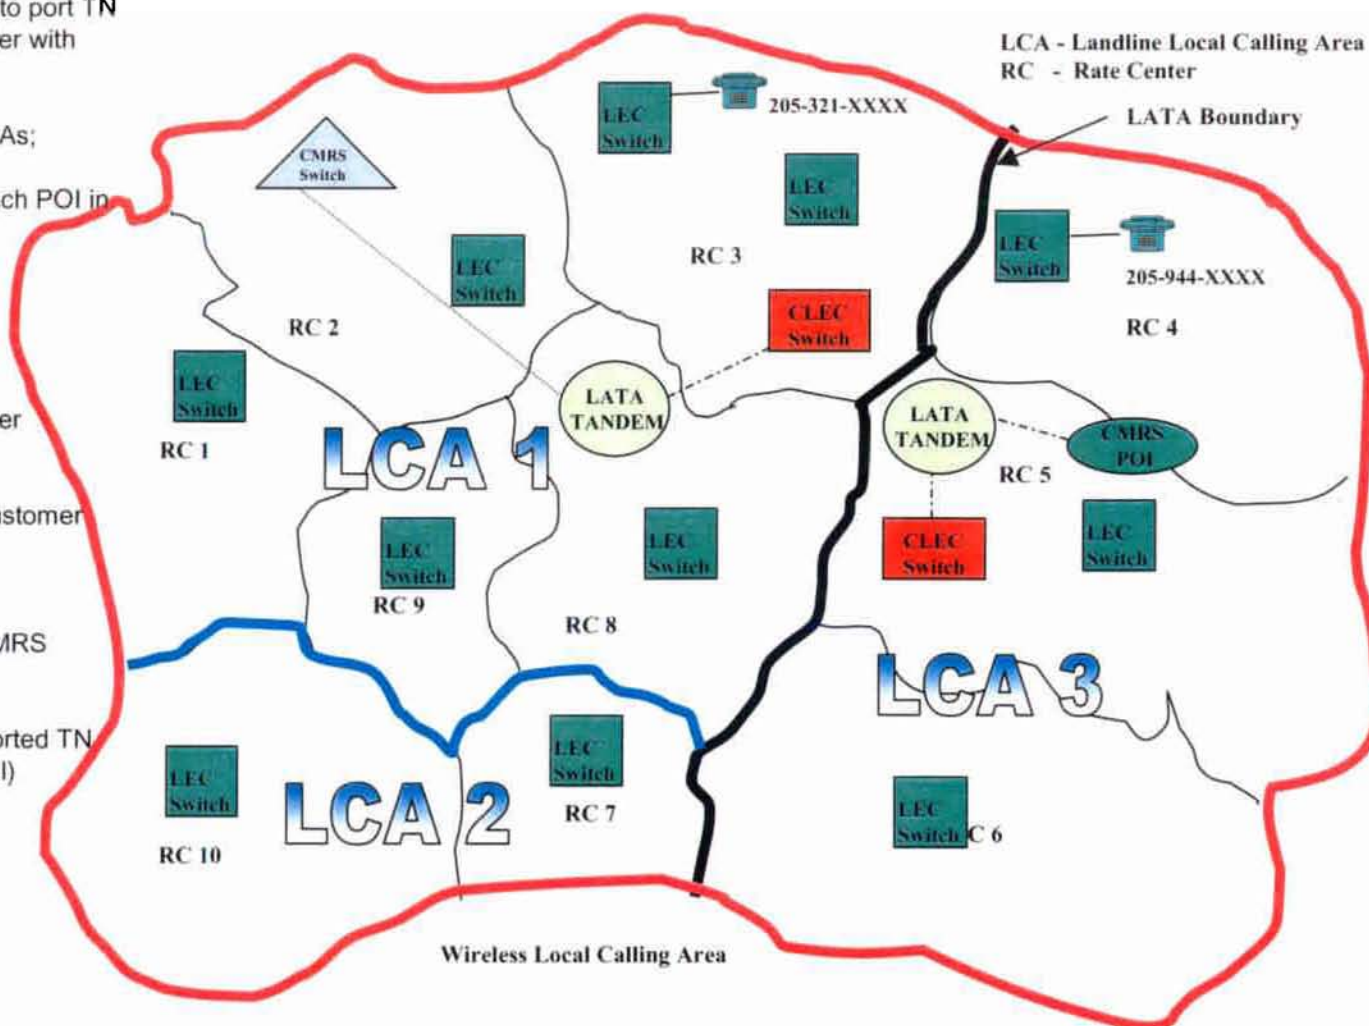 to port TN
er with
As;
ch POI in
er
ustomer
MRS
orted TN
I)
LCA - Landline Local Calling Area
RC - Rate Center
LATA Boundary
CMRS
Switch
LEC
Switch
205-321-XXXX
LEC
Switch
RC 3
LEC
Switch
205-944-XXXX
RC 4
LEC
Switch
RC 2
CLEC
Switch
LEC
Switch
RC 1
LATA
TANDEM
LATA
TANDEM
CMRS
POI
RC 5
LCA 1
LEC
Switch
RC 9
LEC
Switch
RC 8
CLEC
Switch
LEC
Switch
LCA 3
LEC
Switch
RC 10
LCA 2
LEC
Switch
RC 7
LEC
Switch
C 6
Wireless Local Calling Area